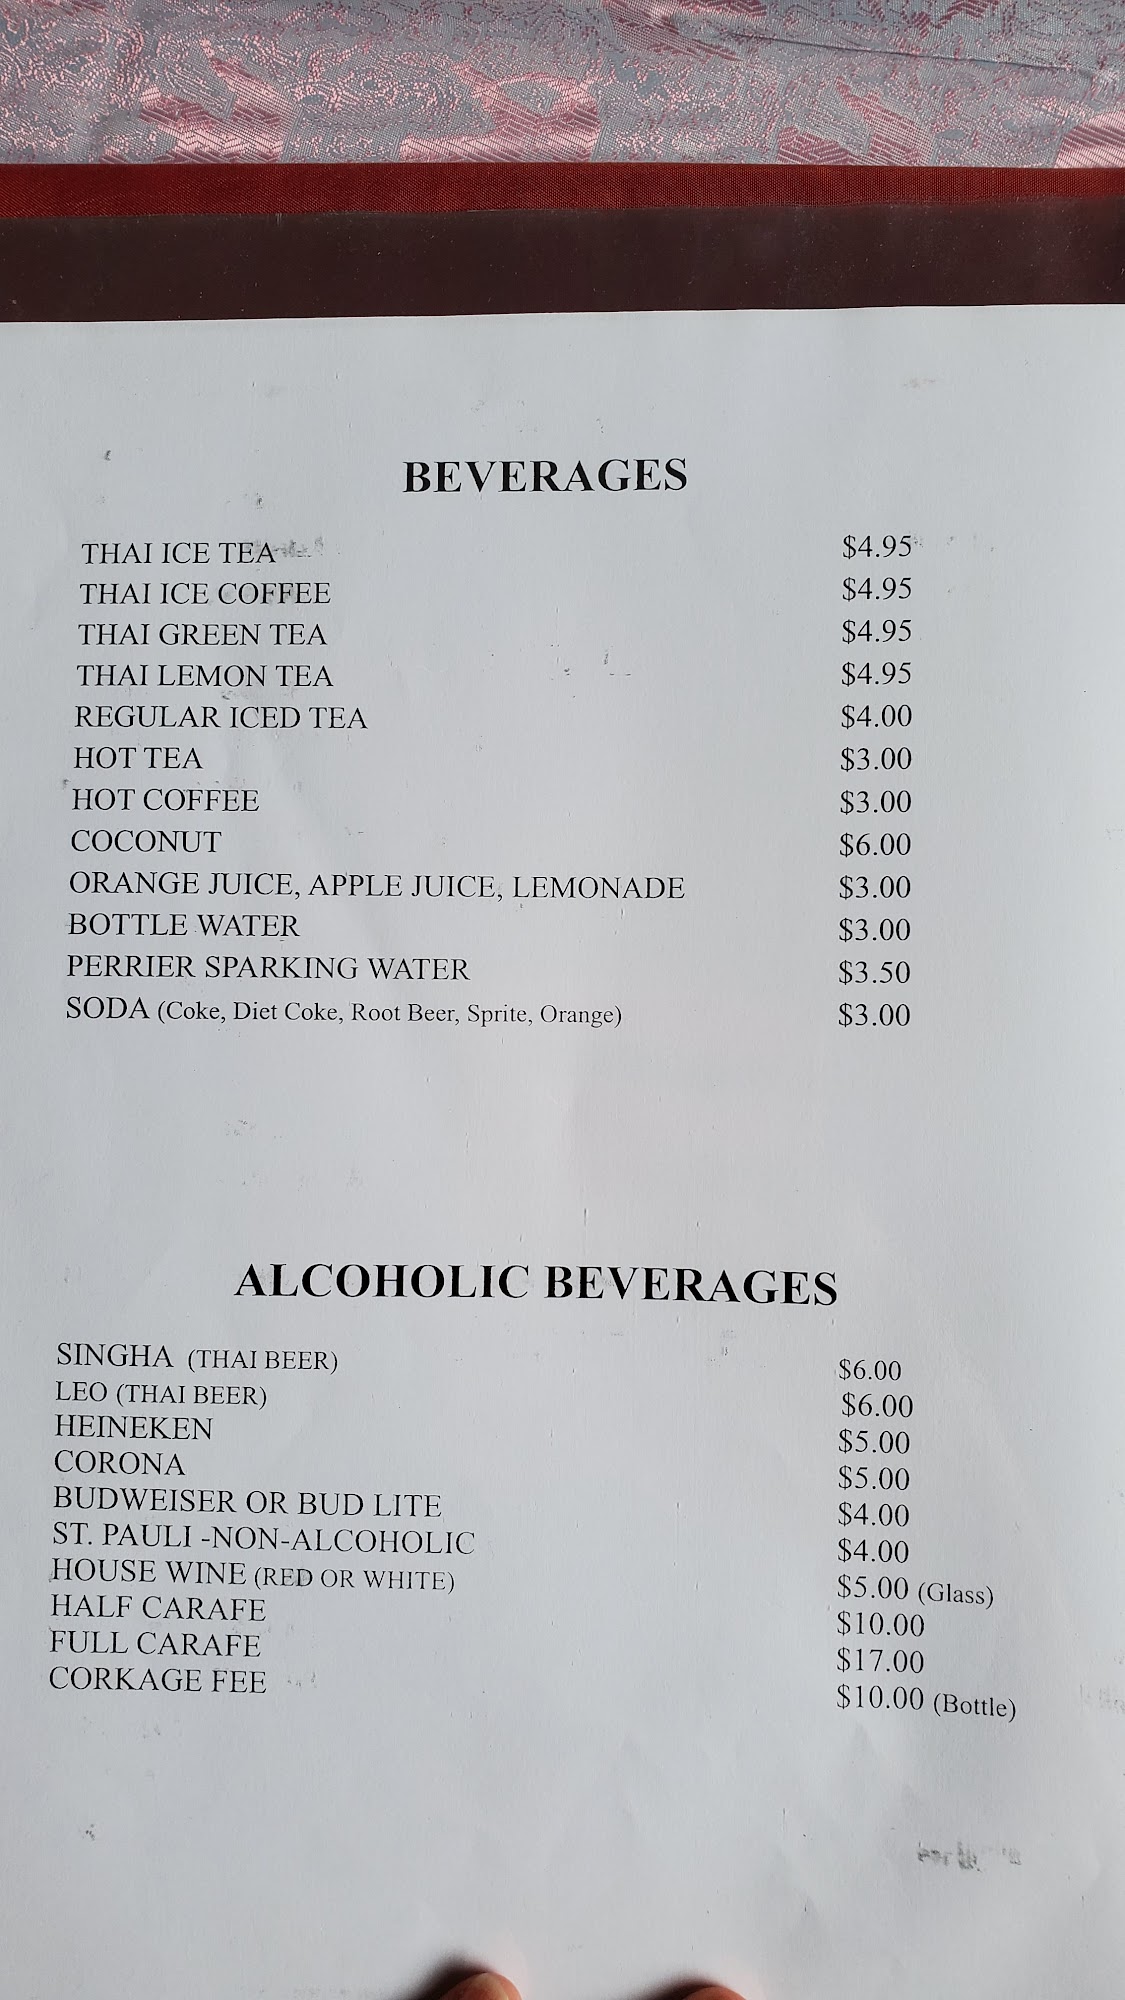 BEVERAGES
THAI ICE TEA $4.95
THAI ICE COFFEE $4.95
THAI GREEN TEA $4.95
THAI LEMON TEA $4.95
REGULAR ICED TEA $4.00
HOT TEA $3.00
HOT COFFEE $3.00
COCONUT $6.00
ORANGE JUICE, APPLE JUICE, LEMONADE $3.00
BOTTLE WATER $3.00
PERRIER SPARKING WATER $3.50
SODA (Coke, Diet Coke, Root Beer, Sprite, Orange) $3.00
ALCOHOLIC BEVERAGES
SINGHA (THAI BEER) $6.00
LEO (THAI BEER) $6.00
HEINEKEN $5.00
CORONA $5.00
BUDWEISER OR BUD LITE $4.00
ST. PAULI -NON-ALCOHOLIC $4.00
HOUSE WINE (RED OR WHITE) $5.00 (Glass)
HALF CARAFE $10.00
FULL CARAFE $17.00
CORKAGE FEE $10.00 (Bottle)